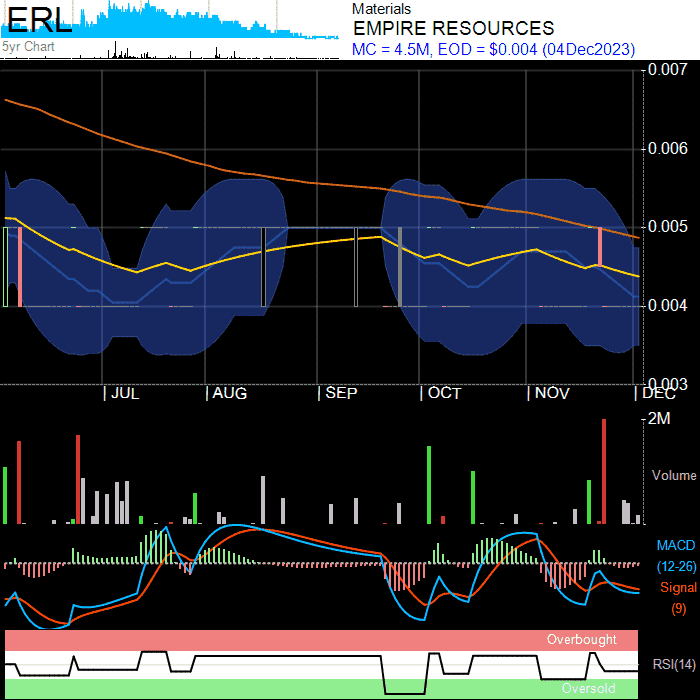 ERL
5yr Chart
Materials
EMPIRE RESOURCES
MC = 4.5M, EOD = $0.004 (04Dec2023)
0.007
0.006
0.005
0.004
0.003
JUL
AUG
SEP
OCT
NOV
DEC
2M
Volume
MACD
(12-26)
Signal
(9)
Overbought
RSI(14)
Oversold